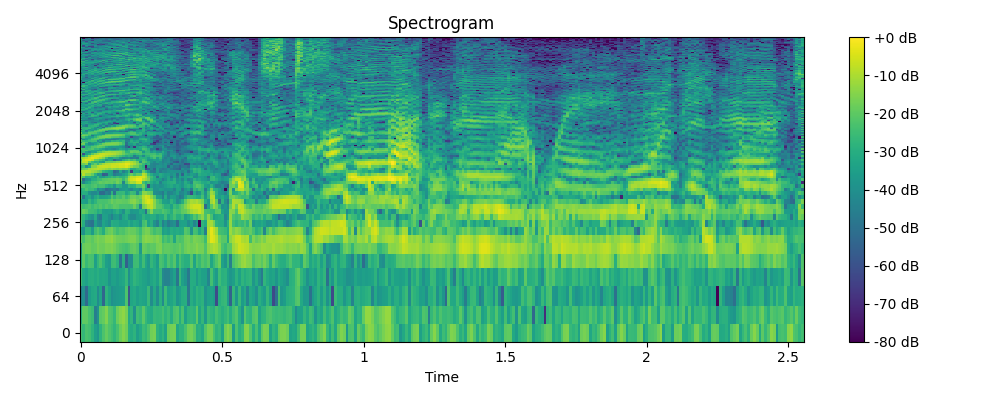 Spectrogram
4096
2048
1024
512
256
128
64
0
Hz
0
0.5
1
1.5
2
2.5
Time
+0 dB
-10 dB
-20 dB
-30 dB
-40 dB
-50 dB
-60 dB
-70 dB
-80 dB